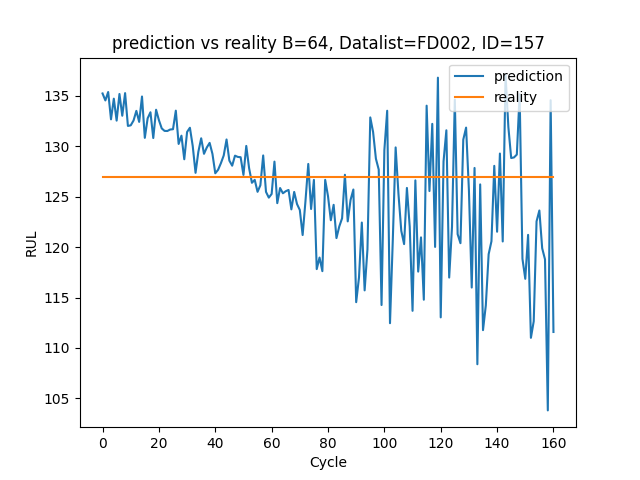 prediction vs reality B=64, Datalist=FD002, ID=157
prediction
reality
RUL
135
130
125
120
115
110
105
0 20 40 60 80 100 120 140 160
Cycle